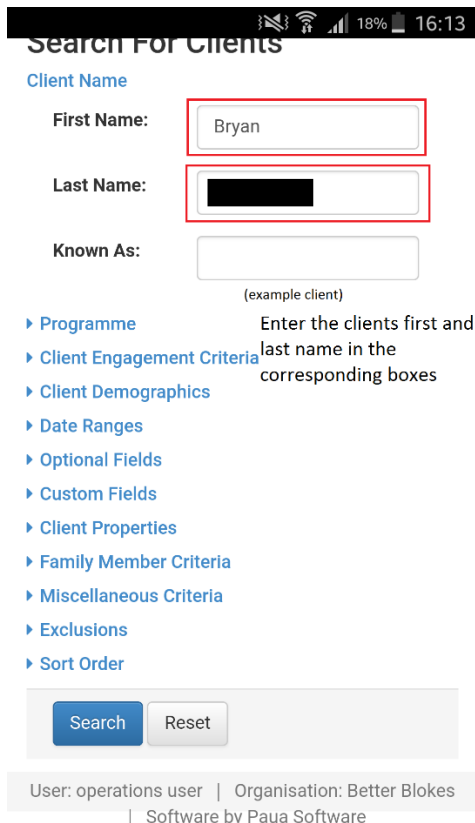 18% 16:13
Search For Clients
Client Name
First Name: Bryan
Last Name:
Known As:
(example client)
Enter the clients first and
last name in the
corresponding boxes
Programme
Client Engagement Criteria
Client Demographics
Date Ranges
Optional Fields
Custom Fields
Client Properties
Family Member Criteria
Miscellaneous Criteria
Exclusions
Sort Order
Search Reset
User: operations user | Organisation: Better Blokes
| Software by Paua Software